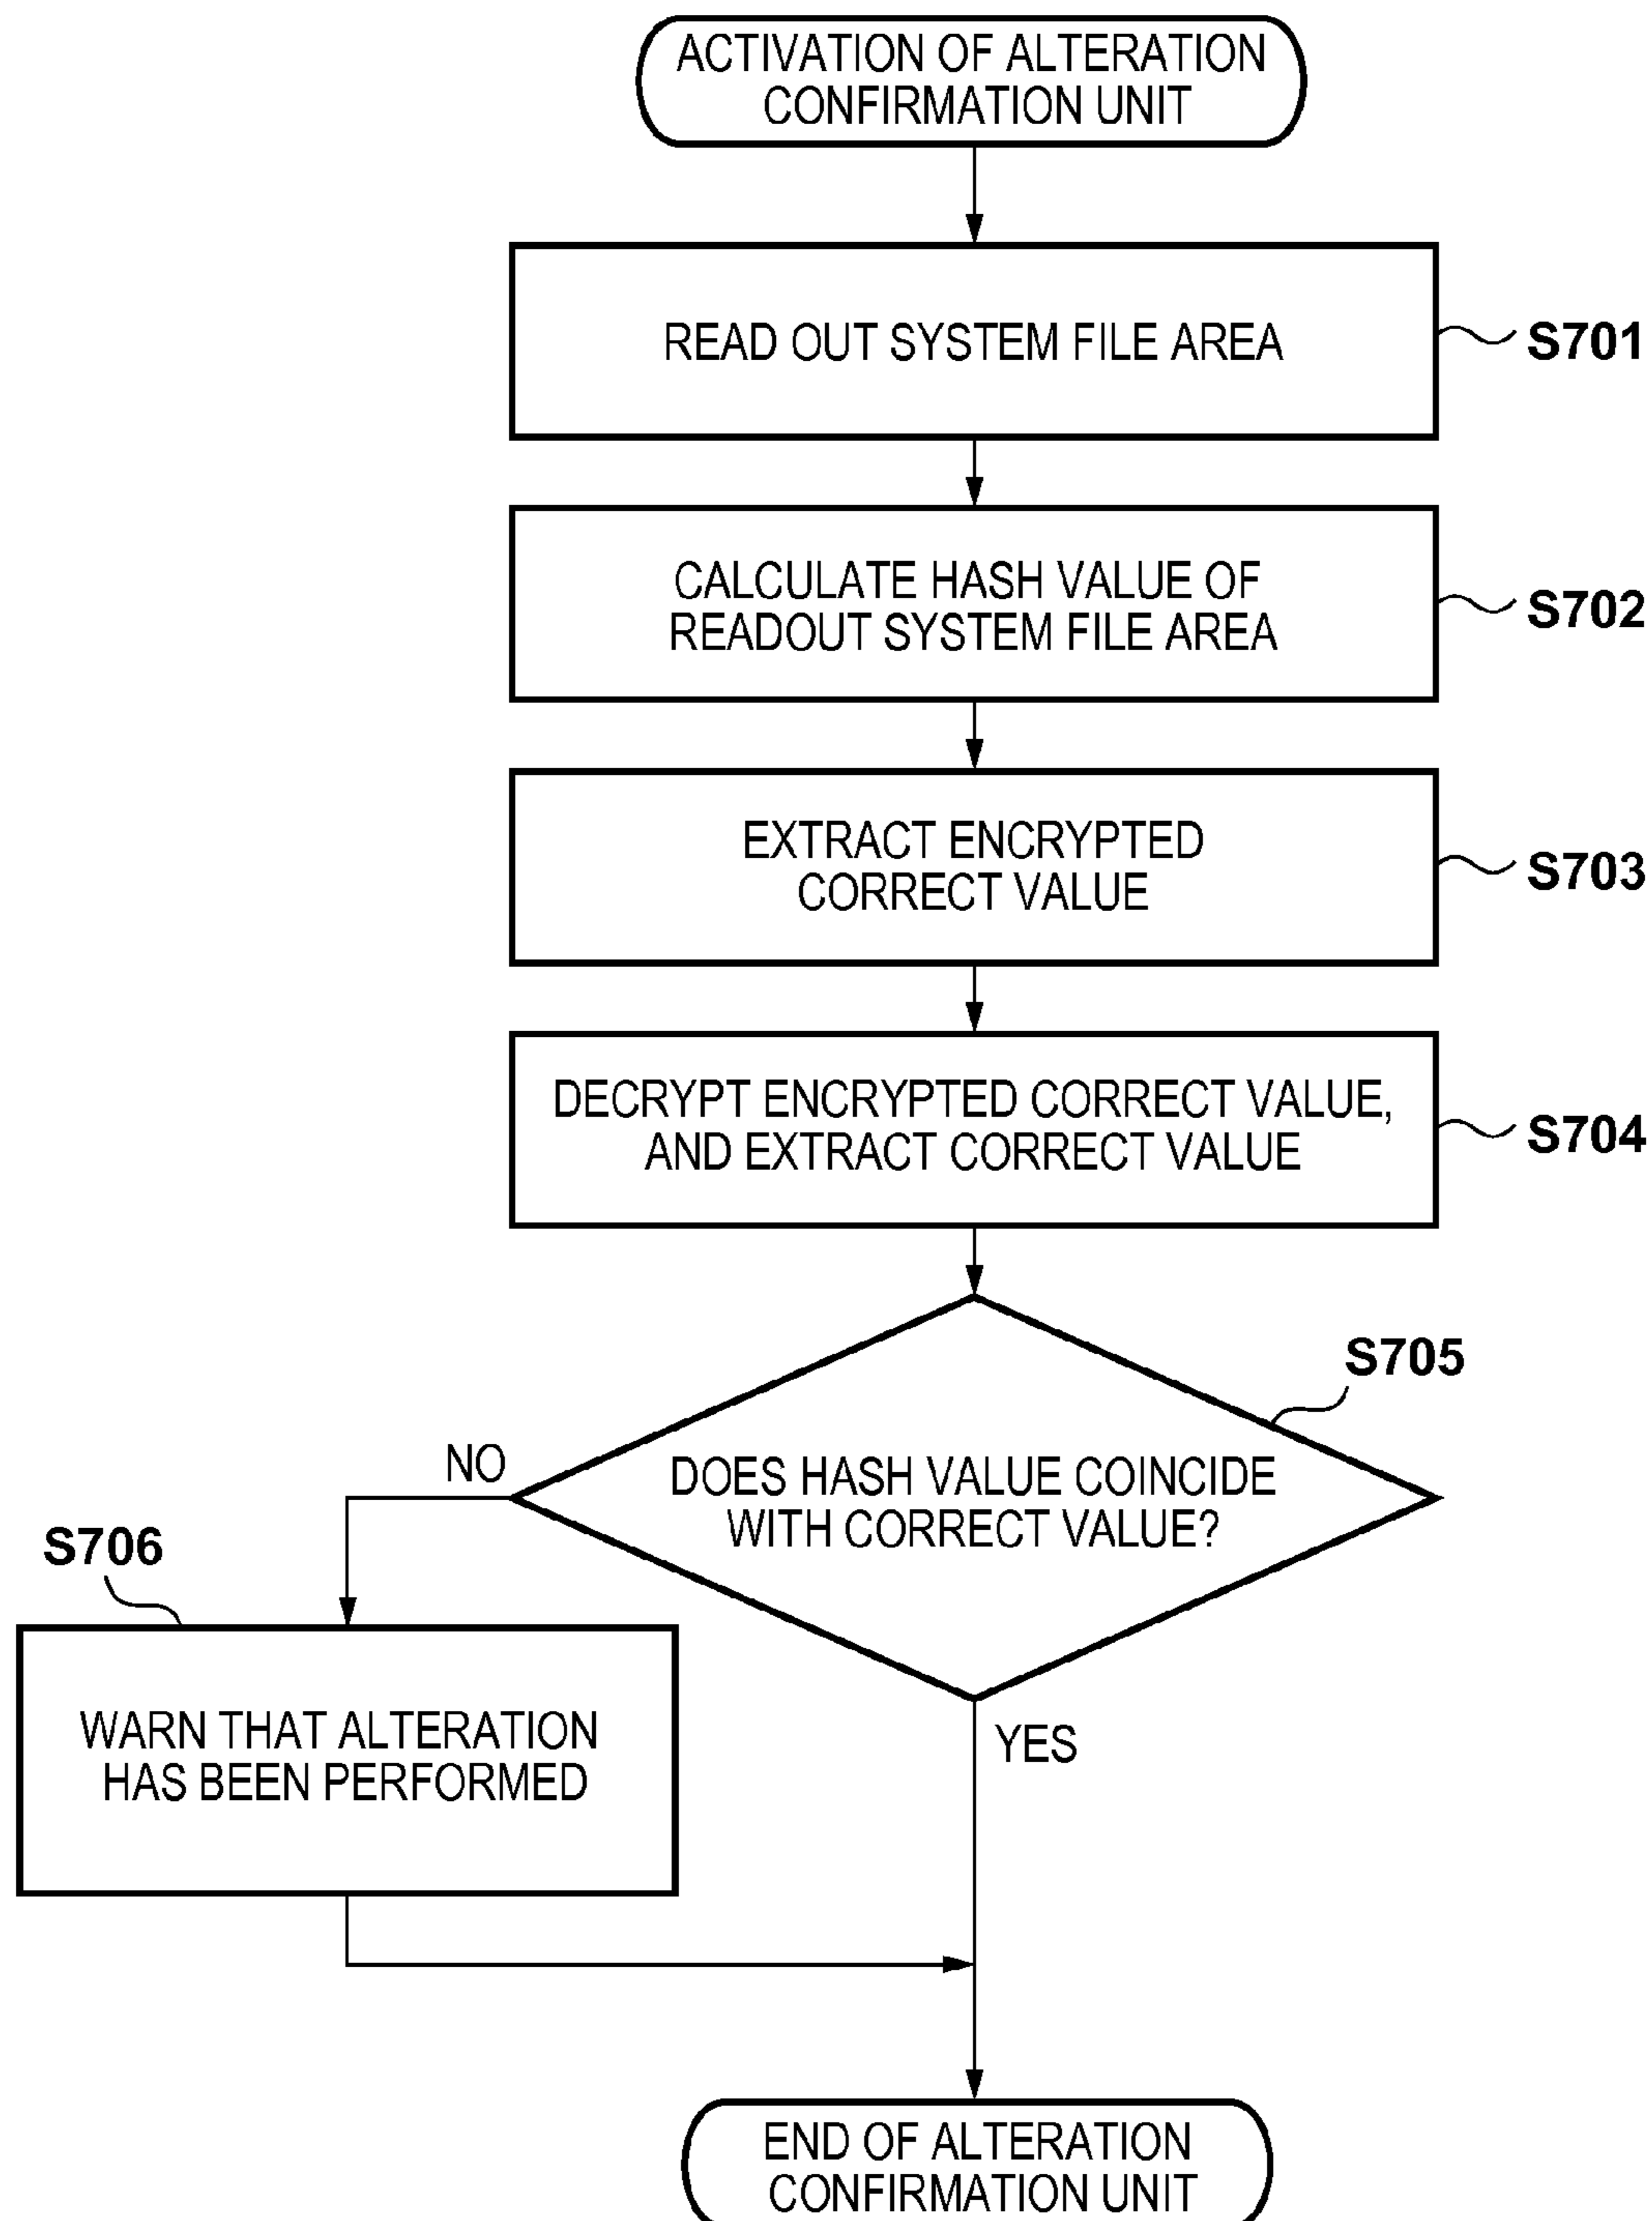 ACTIVATION OF ALTERATION
CONFIRMATION UNIT
READ OUT SYSTEM FILE AREA
S701
CALCULATE HASH VALUE OF
READOUT SYSTEM FILE AREA
S702
EXTRACT ENCRYPTED
CORRECT VALUE
S703
DECRYPT ENCRYPTED CORRECT VALUE,
AND EXTRACT CORRECT VALUE
S704
S705
DOES HASH VALUE COINCIDE
WITH CORRECT VALUE?
NO
S706
WARN THAT ALTERATION
HAS BEEN PERFORMED
YES
END OF ALTERATION
CONFIRMATION UNIT